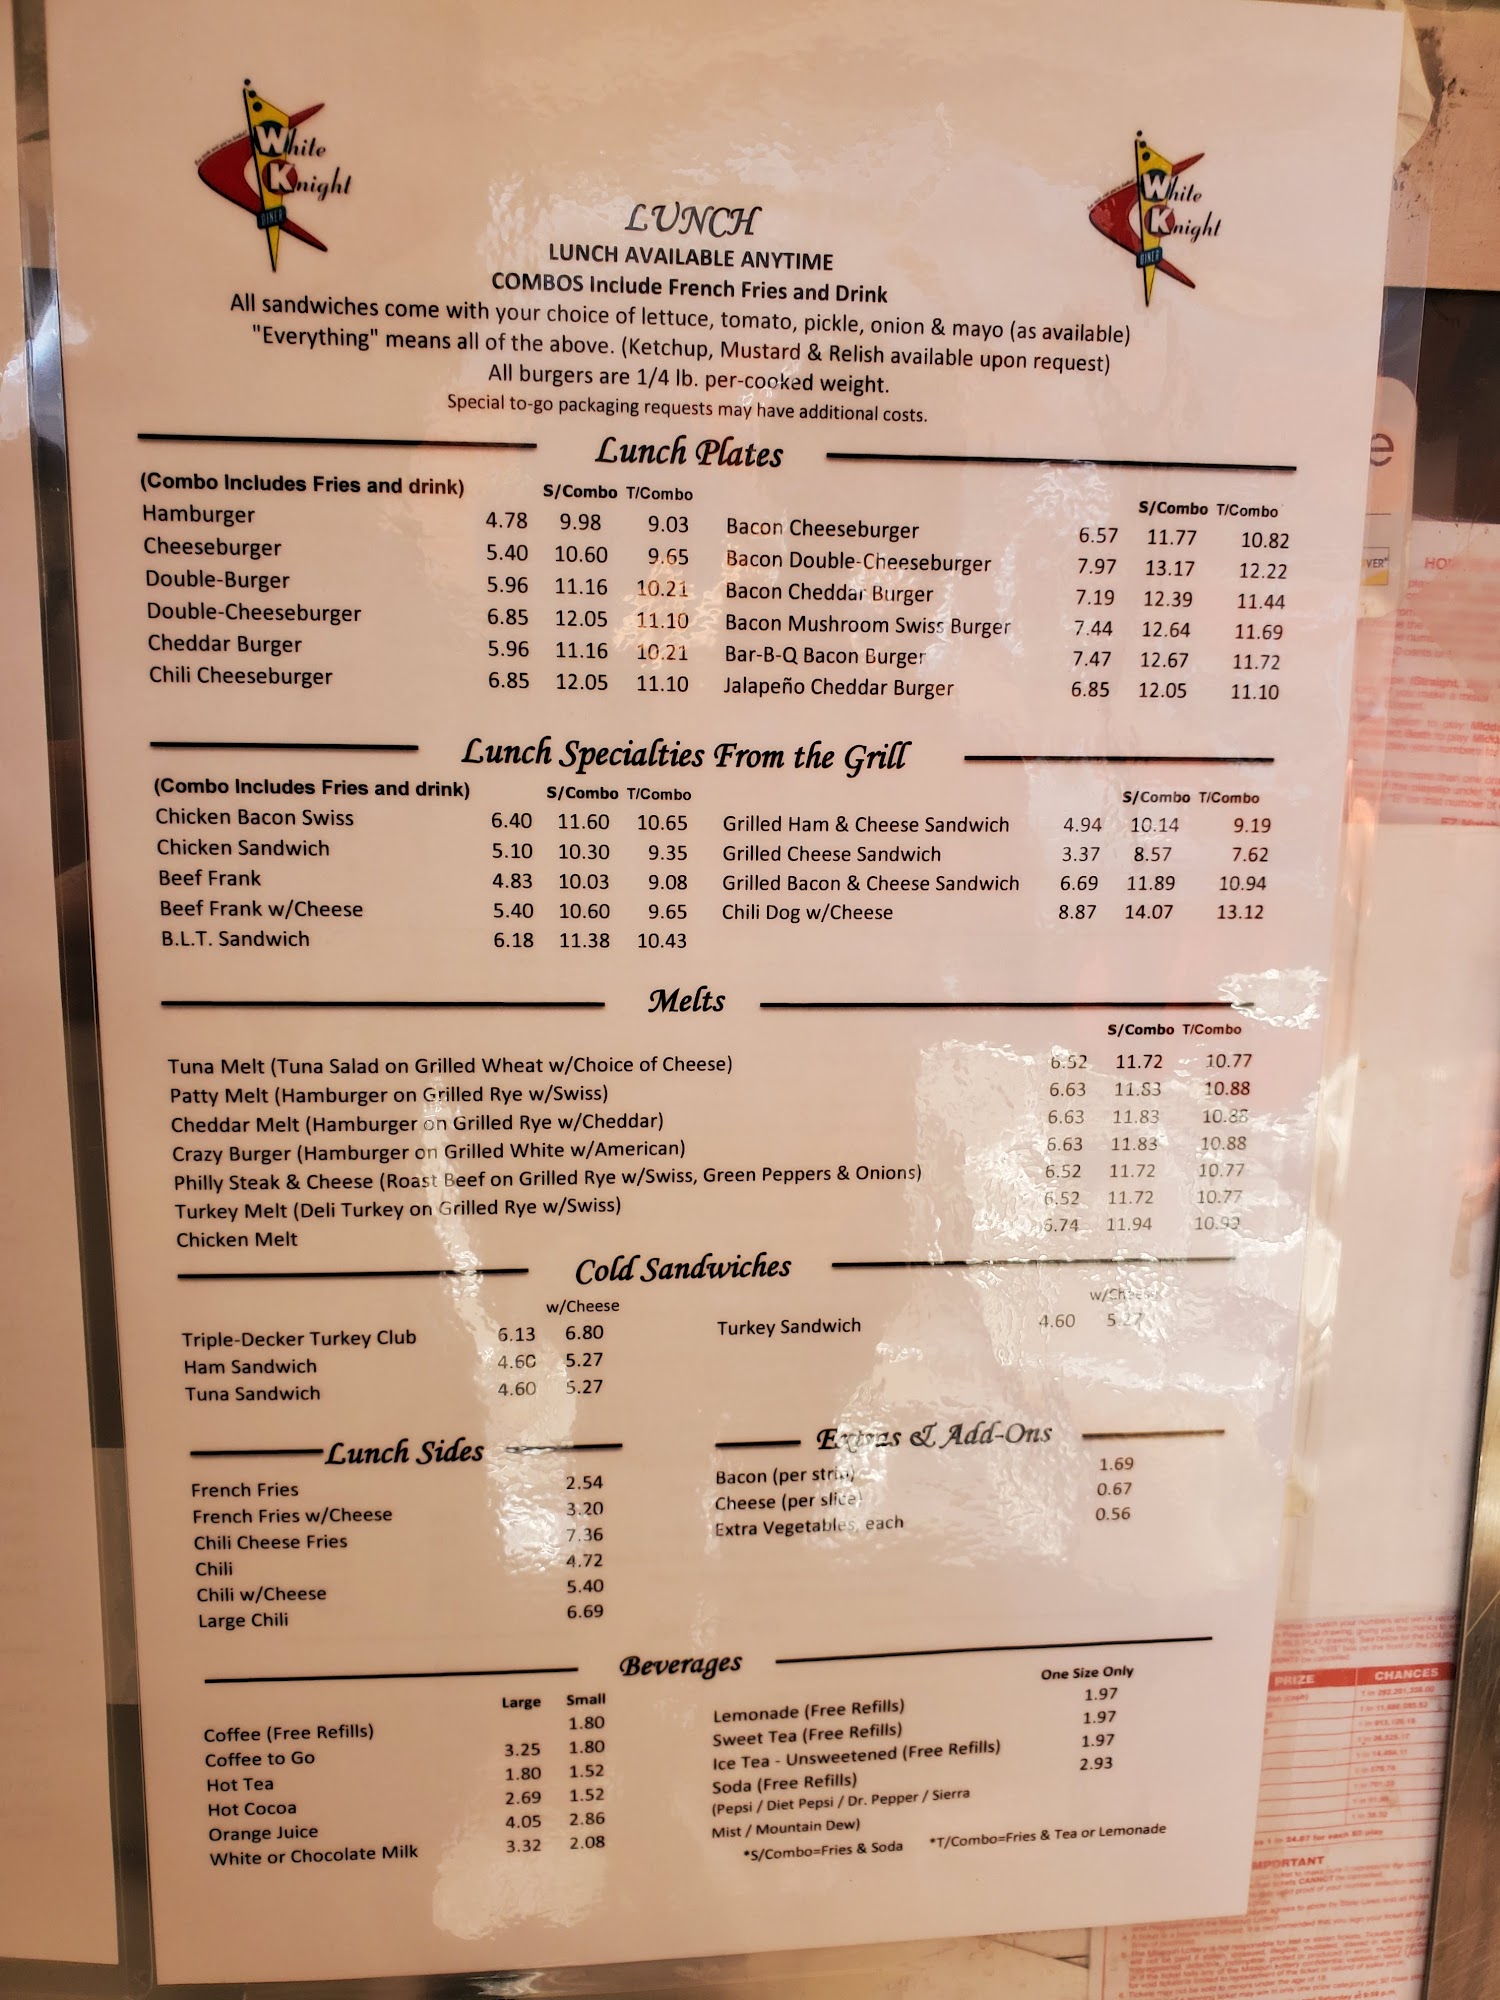 White
Knight
DINER
White
Knight
DINER
LUNCH
LUNCH AVAILABLE ANYTIME
COMBOS Include French Fries and Drink
All sandwiches come with your choice of lettuce, tomato, pickle, onion & mayo (as available)
"Everything" means all of the above. (Ketchup, Mustard & Relish available upon request)
All burgers are 1/4 lb. per-cooked weight.
Special to-go packaging requests may have additional costs.
Lunch Plates
(Combo Includes Fries and drink) S/Combo T/Combo
Hamburger 4.78 9.98 9.03
Cheeseburger 5.40 10.60 9.65
Double-Burger 5.96 11.16 10.21
Double-Cheeseburger 6.85 12.05 11.10
Cheddar Burger 5.96 11.16 10.21
Chili Cheeseburger 6.85 12.05 11.10
S/Combo T/Combo
Bacon Cheeseburger 6.57 11.77 10.82
Bacon Double-Cheeseburger 7.97 13.17 12.22
Bacon Cheddar Burger 7.19 12.39 11.44
Bacon Mushroom Swiss Burger 7.44 12.64 11.69
Bar-B-Q Bacon Burger 7.47 12.67 11.72
Jalapeño Cheddar Burger 6.85 12.05 11.10
Lunch Specialties From the Grill
(Combo Includes Fries and drink) S/Combo T/Combo
Chicken Bacon Swiss 6.40 11.60 10.65
Chicken Sandwich 5.10 10.30 9.35
Beef Frank 4.83 10.03 9.08
Beef Frank w/Cheese 5.40 10.60 9.65
B.L.T. Sandwich 6.18 11.38 10.43
S/Combo T/Combo
Grilled Ham & Cheese Sandwich 4.94 10.14 9.19
Grilled Cheese Sandwich 3.37 8.57 7.62
Grilled Bacon & Cheese Sandwich 6.69 11.89 10.94
Chili Dog w/Cheese 8.87 14.07 13.12
Melts
S/Combo T/Combo
Tuna Melt (Tuna Salad on Grilled Wheat w/Choice of Cheese) 6.52 11.72 10.77
Patty Melt (Hamburger on Grilled Rye w/Swiss) 6.63 11.83 10.88
Cheddar Melt (Hamburger on Grilled Rye w/Cheddar) 6.63 11.83 10.88
Crazy Burger (Hamburger on Grilled White w/American) 6.63 11.83 10.88
Philly Steak & Cheese (Roast Beef on Grilled Rye w/Swiss, Green Peppers & Onions) 6.52 11.72 10.77
Turkey Melt (Deli Turkey on Grilled Rye w/Swiss) 6.52 11.72 10.77
Chicken Melt 6.74 11.94 10.99
Cold Sandwiches
w/Cheese
Triple-Decker Turkey Club 6.13 6.80
Ham Sandwich 4.60 5.27
Tuna Sandwich 4.60 5.27
w/Cheese
Turkey Sandwich 4.60 5.27
Lunch Sides
French Fries 2.54
French Fries w/Cheese 3.20
Chili Cheese Fries 7.36
Chili 4.72
Chili w/Cheese 5.40
Large Chili 6.69
Extras & Add-Ons
Bacon (per strip) 1.69
Cheese (per slice) 0.67
Extra Vegetables, each 0.56
Beverages
Large Small
Coffee (Free Refills) 1.80
Coffee to Go 3.25 1.80
Hot Tea 1.80 1.52
Hot Cocoa 2.69 1.52
Orange Juice 4.05 2.86
White or Chocolate Milk 3.32 2.08
One Size Only
Lemonade (Free Refills) 1.97
Sweet Tea (Free Refills) 1.97
Ice Tea - Unsweetened (Free Refills) 1.97
Soda (Free Refills) 2.93
(Pepsi / Diet Pepsi / Dr. Pepper / Sierra
Mist / Mountain Dew)
*S/Combo=Fries & Soda *T/Combo=Fries & Tea or Lemonade
PRIZE CHANCES